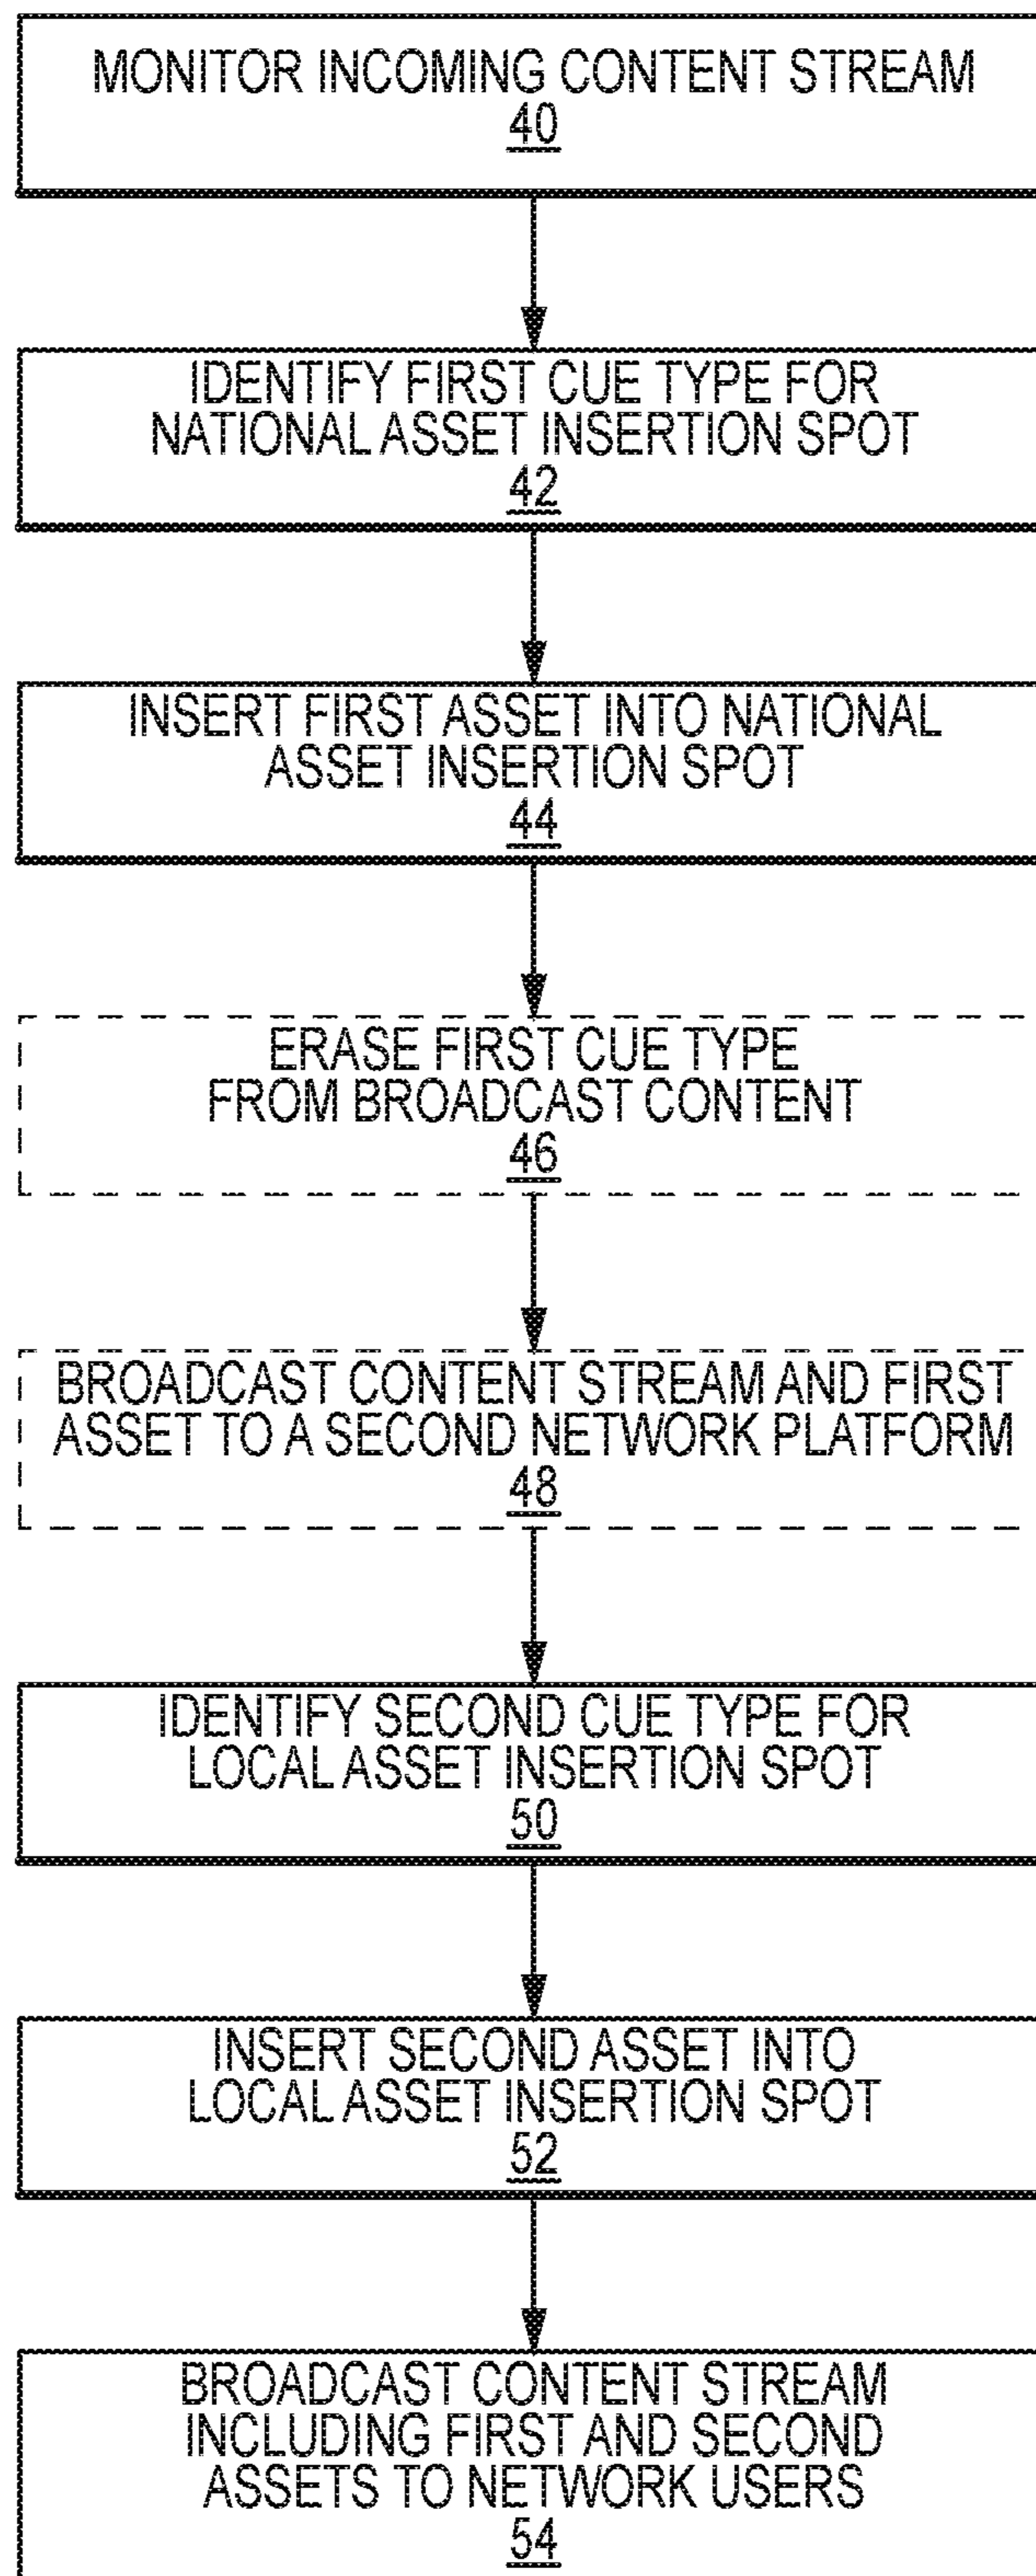 MONITOR INCOMING CONTENT STREAM
40
IDENTIFY FIRST CUE TYPE FOR
NATIONAL ASSET INSERTION SPOT
42
INSERT FIRST ASSET INTO NATIONAL
ASSET INSERTION SPOT
44
ERASE FIRST CUE TYPE
FROM BROADCAST CONTENT
46
BROADCAST CONTENT STREAM AND FIRST
ASSET TO A SECOND NETWORK PLATFORM
48
IDENTIFY SECOND CUE TYPE FOR
LOCAL ASSET INSERTION SPOT
50
INSERT SECOND ASSET INTO
LOCAL ASSET INSERTION SPOT
52
BROADCAST CONTENT STREAM
INCLUDING FIRST AND SECOND
ASSETS TO NETWORK USERS
54